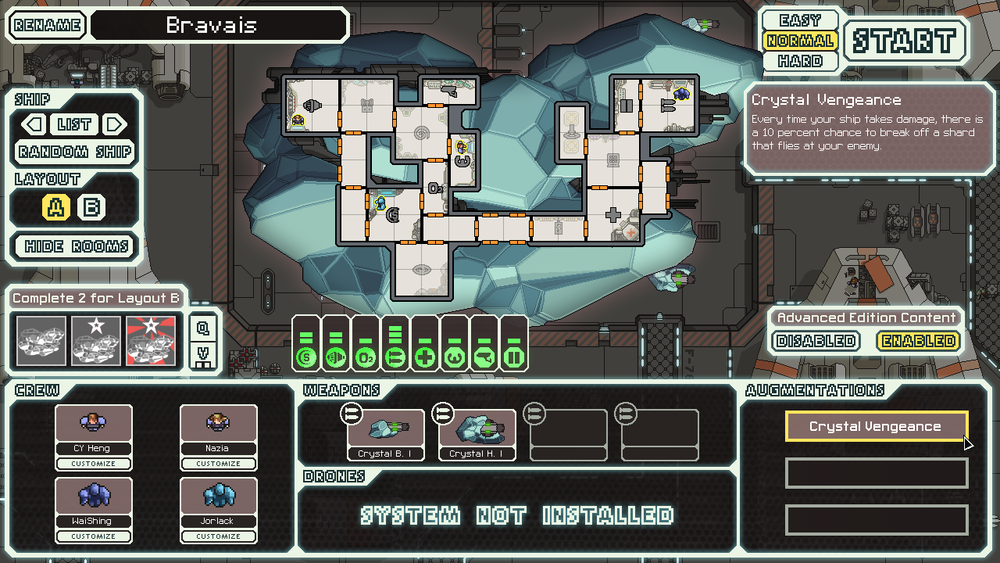 RENAME
Bravais
EASY
NORMAL
HARD
START
SHIP
LIST
RANDOM SHIP
LAYOUT
A B
HIDE ROOMS
Crystal Vengeance
Every time your ship takes damage, there is
a 10 percent chance to break off a shard
that flies at your enemy.
Complete 2 for Layout B
Advanced Edition Content
DISABLED ENABLED
CREW
CY Heng
CUSTOMIZE
Nazia
CUSTOMIZE
WaiShing
CUSTOMIZE
Jorlack
CUSTOMIZE
WEAPONS
Crystal B. I
Crystal H. I
DRONES
SYSTEM NOT INSTALLED
AUGMENTATIONS
Crystal Vengeance